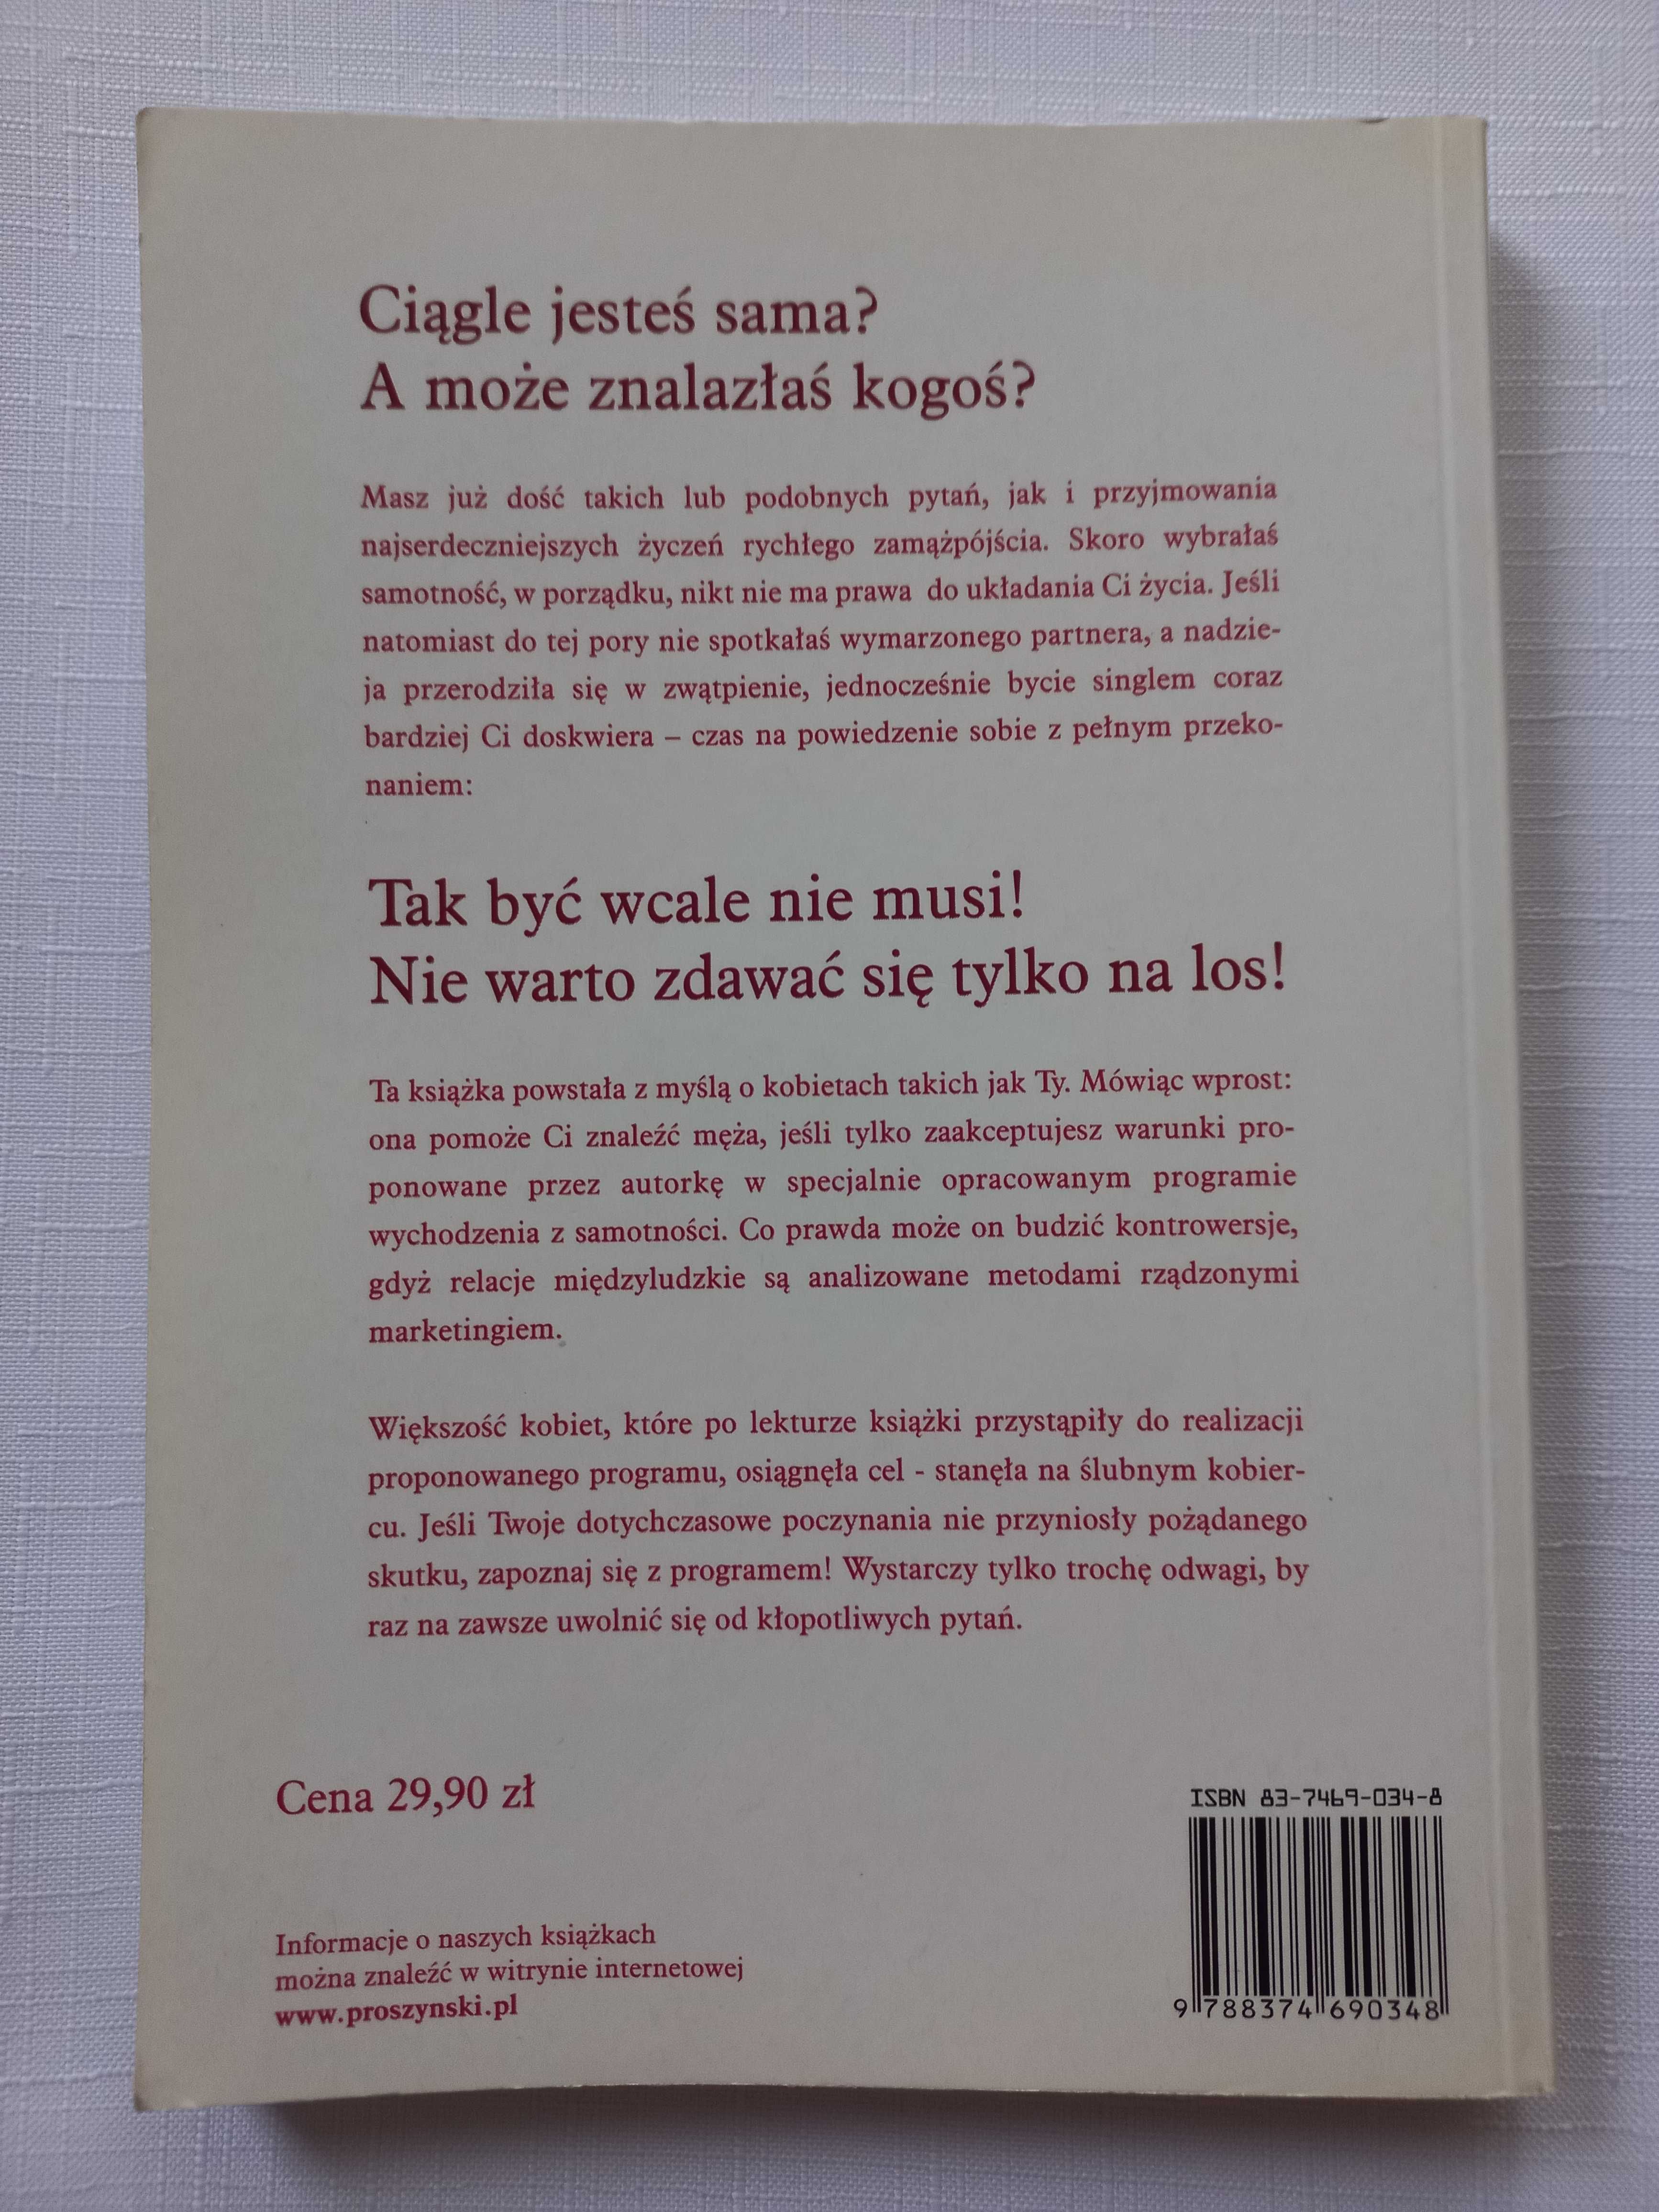 Ciągle jesteś sama?
A może znalazłaś kogoś?
Masz już dość takich lub podobnych pytań, jak i przyjmowania
najserdeczniejszych życzeń rychłego zamążpójścia. Skoro wybrałaś
samotność, w porządku, nikt nie ma prawa do układania Ci życia. Jeśli
natomiast do tej pory nie spotkałaś wymarzonego partnera, a nadzie-
ja przerodziła się w zwątpienie, jednocześnie bycie singlem coraz
bardziej Ci doskwiera – czas na powiedzenie sobie z pełnym przeko-
naniem:
Tak być wcale nie musi!
Nie warto zdawać się tylko na los!
Ta książka powstała z myślą o kobietach takich jak Ty. Mówiąc wprost:
ona pomoże Ci znaleźć męża, jeśli tylko zaakceptujesz warunki pro-
ponowane przez autorkę w specjalnie opracowanym programie
wychodzenia z samotności. Co prawda może on budzić kontrowersje,
gdyż relacje międzyludzkie są analizowane metodami rządzonymi
marketingiem.
Większość kobiet, które po lekturze książki przystąpiły do realizacji
proponowanego programu, osiągnęła cel - stanęła na ślubnym kobier-
cu. Jeśli Twoje dotychczasowe poczynania nie przyniosły pożądanego
skutku, zapoznaj się z programem! Wystarczy tylko trochę odwagi, by
raz na zawsze uwolnić się od kłopotliwych pytań.
Cena 29,90 zł
Informacje o naszych książkach
można znaleźć w witrynie internetowej
www.proszynski.pl
ISBN 83-7469-034-8
9 788374 690348